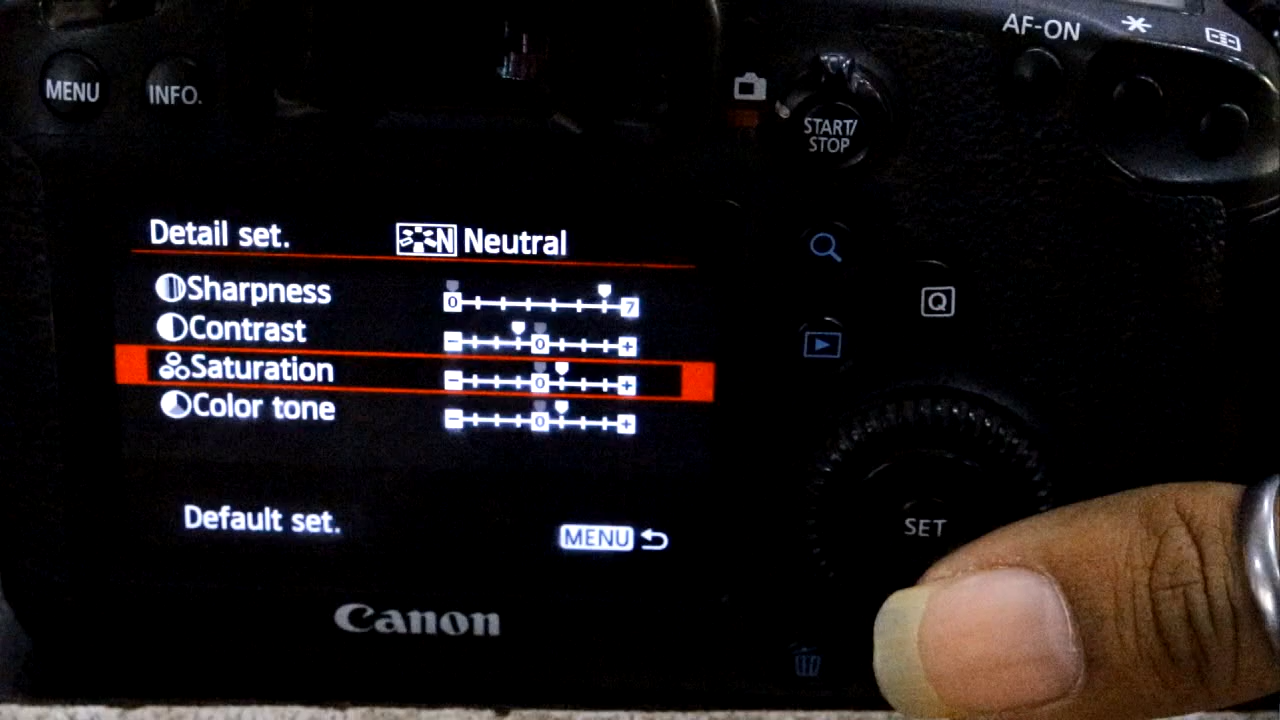 AF-ON
MENU INFO.
START/
STOP
Detail set. N Neutral
Sharpness 0 7
Contrast − 0 +
Saturation − 0 +
Color tone − 0 +
Q
Default set. MENU
SET
Canon